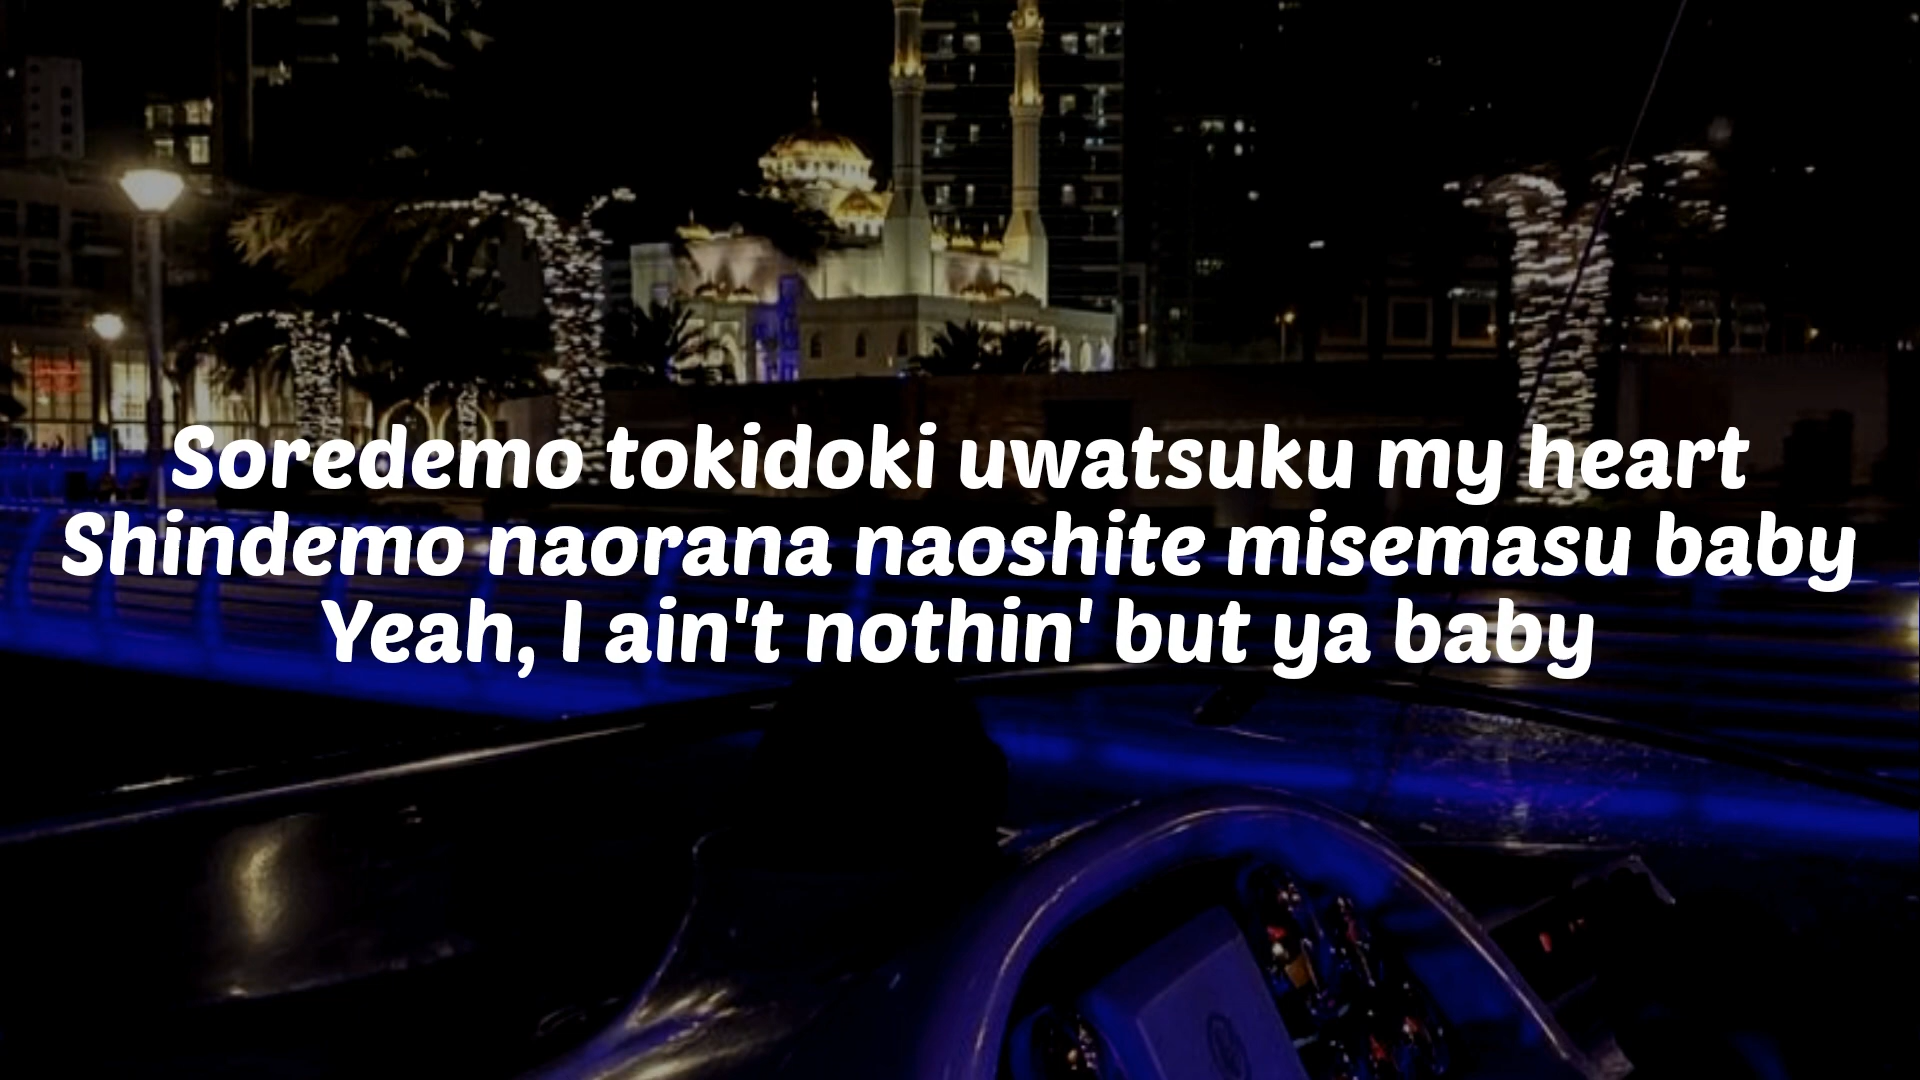 Soredemo tokidoki uwatsuku my heart
Shindemo naorana naoshite misemasu baby
Yeah, I ain't nothin' but ya baby